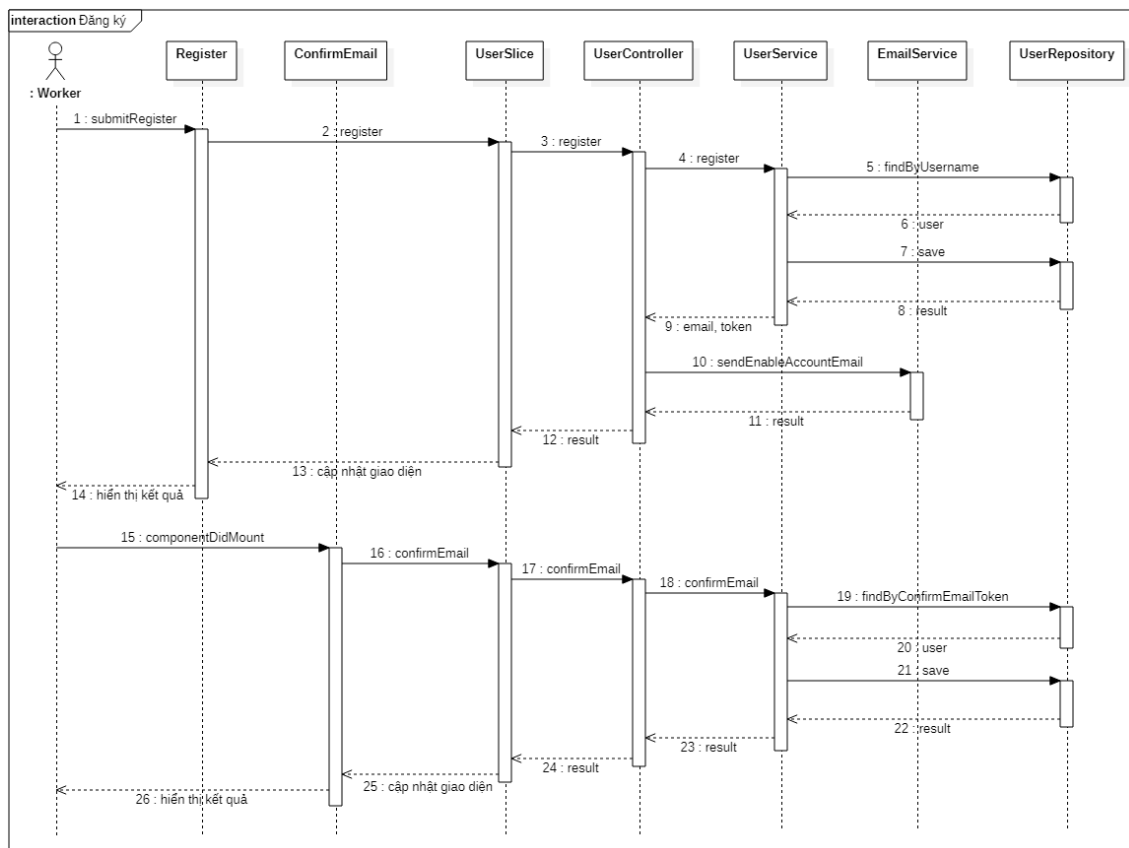 interaction Đăng ký
Register
ConfirmEmail
UserSlice
UserController
UserService
EmailService
UserRepository
: Worker
1 : submitRegister
2 : register
3 : register
4 : register
5 : findByUsername
6 : user
7 : save
8 : result
9 : email, token
10 : sendEnableAccountEmail
11 : result
12 : result
13 : cập nhật giao diện
14 : hiển thị kết quả
15 : componentDidMount
16 : confirmEmail
17 : confirmEmail
18 : confirmEmail
19 : findByConfirmEmailToken
20 : user
21 : save
22 : result
23 : result
24 : result
25 : cập nhật giao diện
26 : hiển thị kết quả